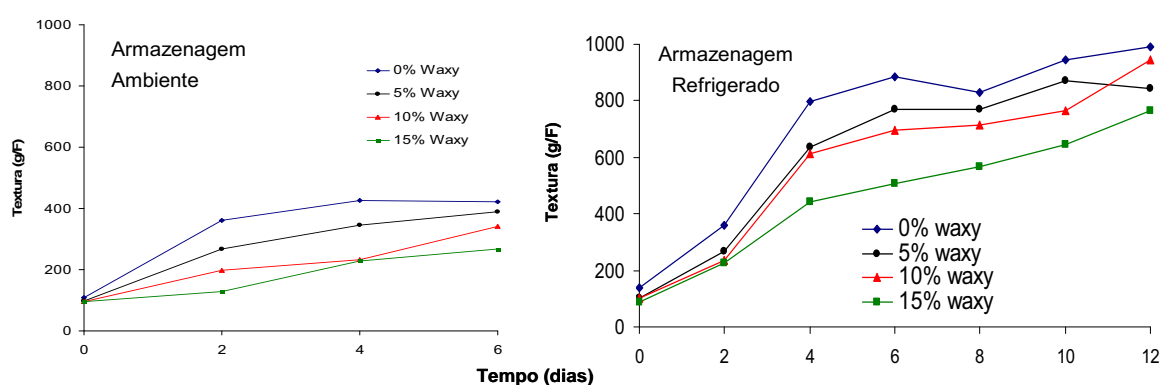 1000
800
600
400
200
0
Textura (g/F)
Armazenagem
Ambiente
0% Waxy
5% Waxy
10% Waxy
15% Waxy
0
2
4
6
1000
800
600
400
200
0
Textura (g/F)
Armazenagem
Refrigerado
0% waxy
5% waxy
10% waxy
15% waxy
0
2
4
6
8
10
12
Tempo (dias)